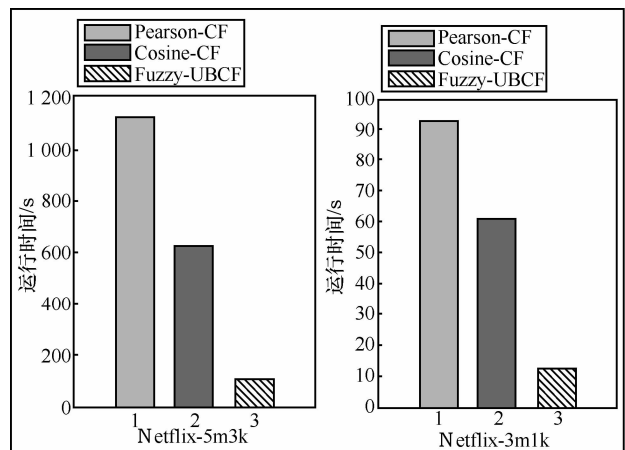 Pearson-CF
Cosine-CF
Fuzzy-UBCF
1 200
1 000
800
600
400
200
0
运行时间/s
1 2 3
Netflix-5m3k
Pearson-CF
Cosine-CF
Fuzzy-UBCF
100
90
80
70
60
50
40
30
20
10
0
运行时间/s
1 2 3
Netflix-3m1k